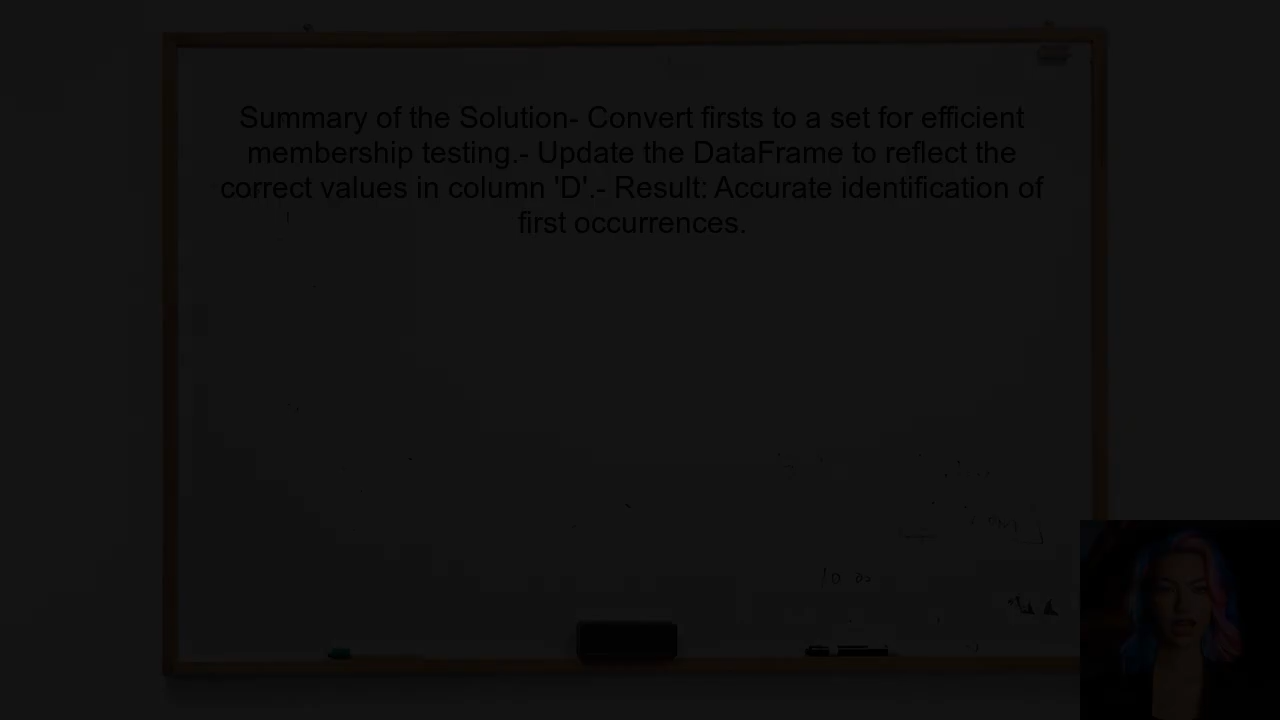 Summary of the Solution- Convert firsts to a set for efficient
membership testing.- Update the DataFrame to reflect the
correct values in column 'D'.- Result: Accurate identification of
first occurrences.
10